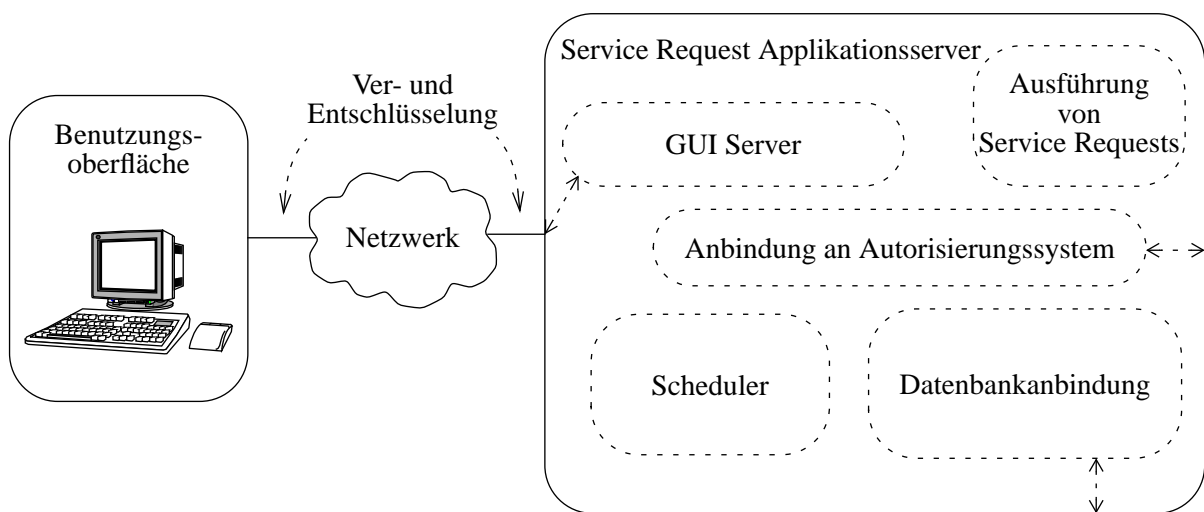 Service Request Applikationsserver
Ver- und
Entschlüsselung
Benutzungs-
oberfläche
Netzwerk
GUI Server
Ausführung
von
Service Requests
Anbindung an Autorisierungssystem
Scheduler
Datenbankanbindung